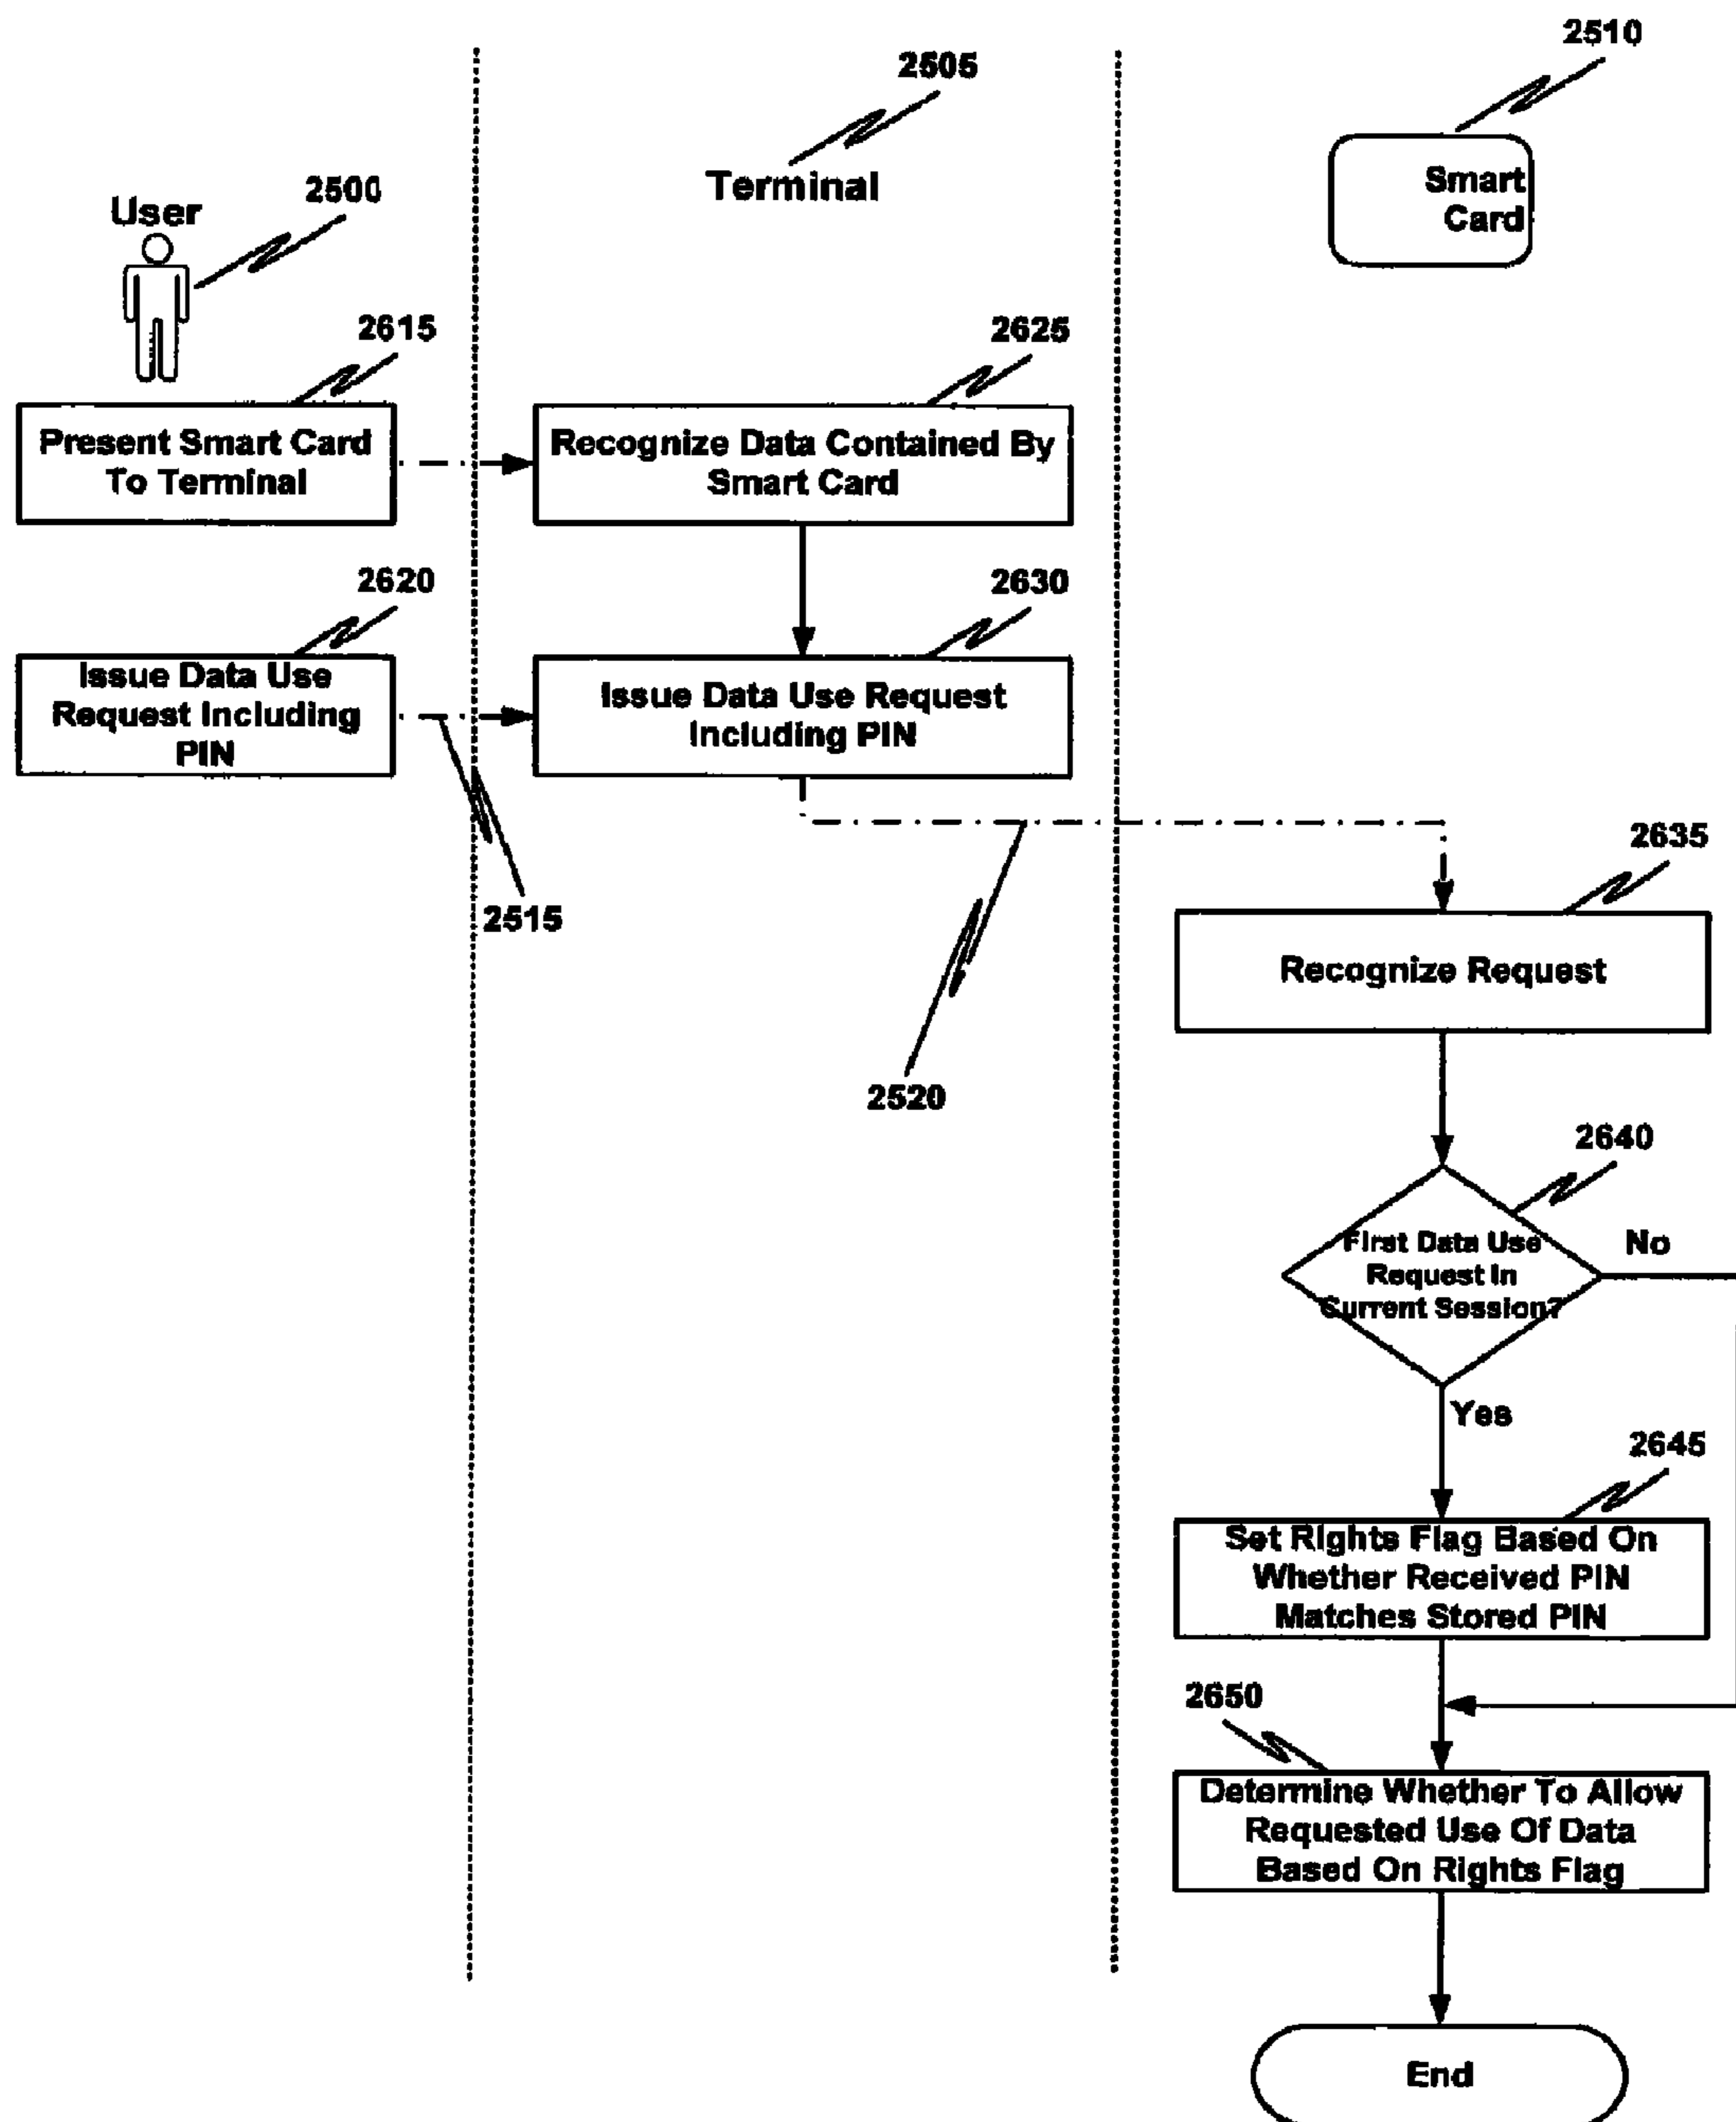 2510
2505
Terminal
Smart
Card
2500
User
2615
2625
Present Smart Card
To Terminal
Recognize Data Contained By
Smart Card
2620
2630
Issue Data Use
Request Including
PIN
Issue Data Use Request
Including PIN
2515
2520
2635
Recognize Request
2640
First Data Use
Request In
Current Session?
No
Yes
2645
Set Rights Flag Based On
Whether Received PIN
Matches Stored PIN
2650
Determine Whether To Allow
Requested Use Of Data
Based On Rights Flag
End